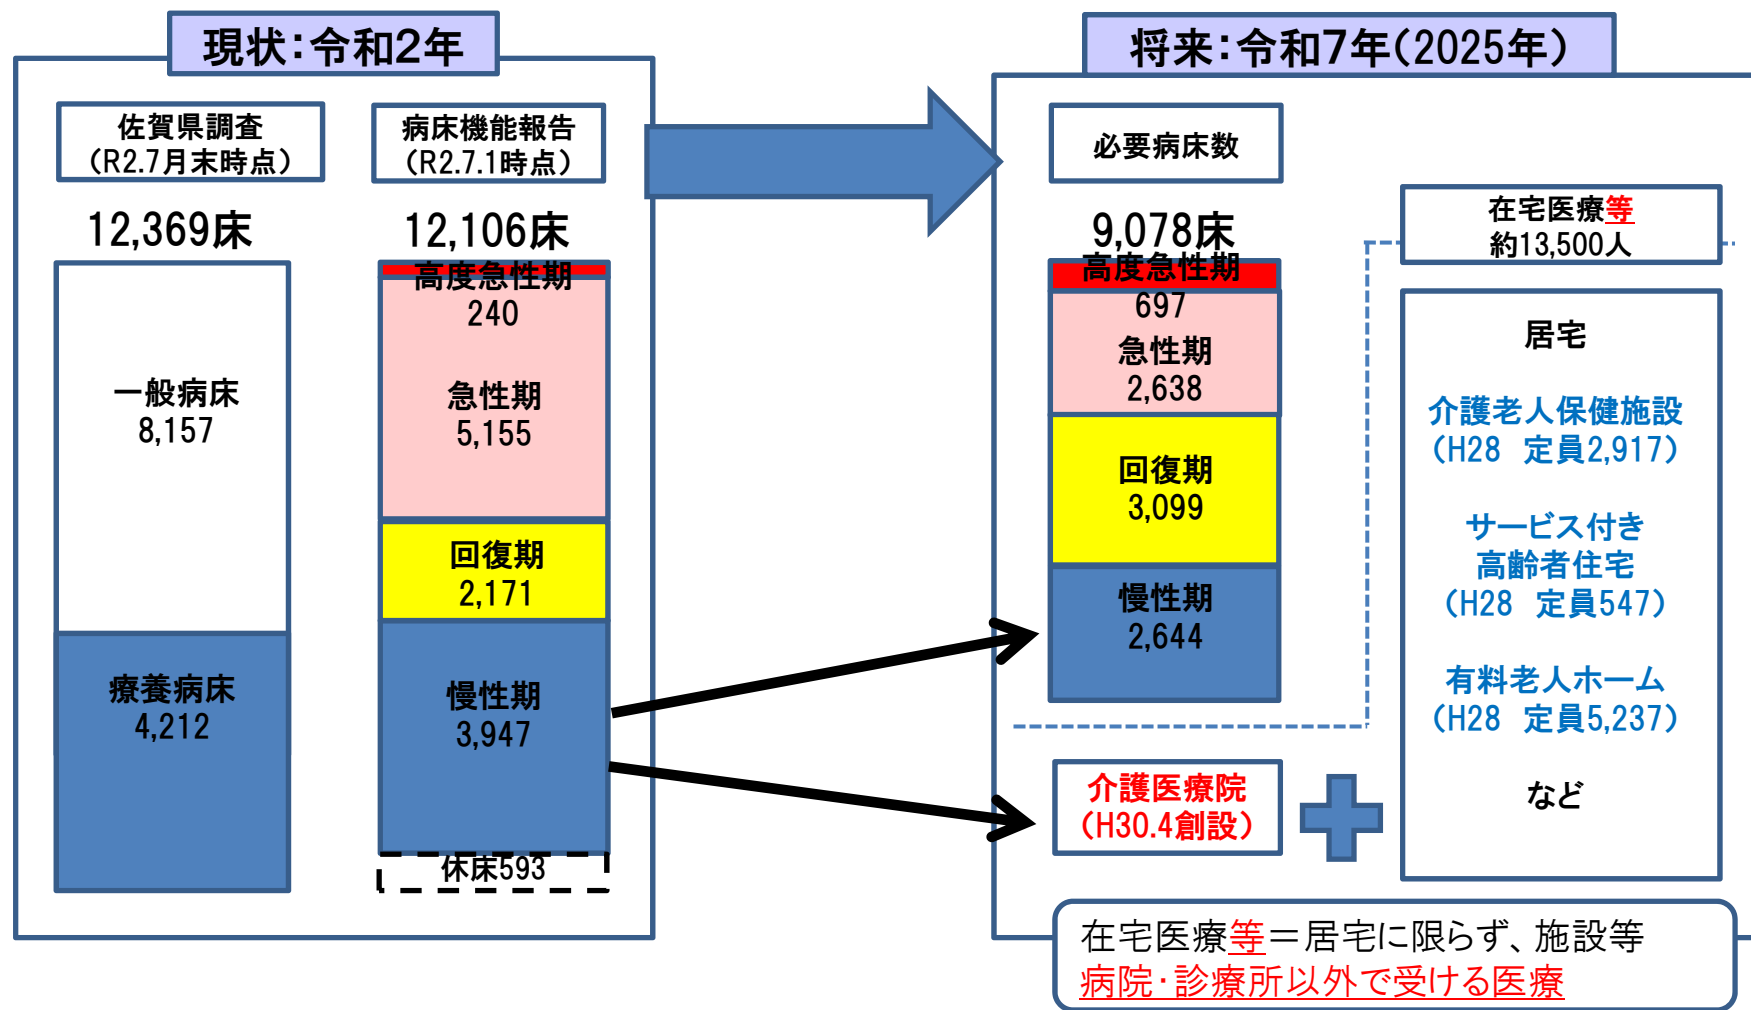 現状：令和2年
佐賀県調査
（R2.7月末時点）
12,369床
一般病床
8,157
療養病床
4,212
病床機能報告
（R2.7.1時点）
12,106床
高度急性期
240
急性期
5,155
回復期
2,171
慢性期
3,947
休床593
将来：令和7年（2025年）
必要病床数
9,078床
高度急性期
697
急性期
2,638
回復期
3,099
慢性期
2,644
介護医療院
（H30.4創設）
在宅医療等
約13,500人
居宅
介護老人保健施設
（H28　定員2,917）
サービス付き
高齢者住宅
（H28　定員547）
有料老人ホーム
（H28　定員5,237）
など
在宅医療等＝居宅に限らず、施設等
病院・診療所以外で受ける医療